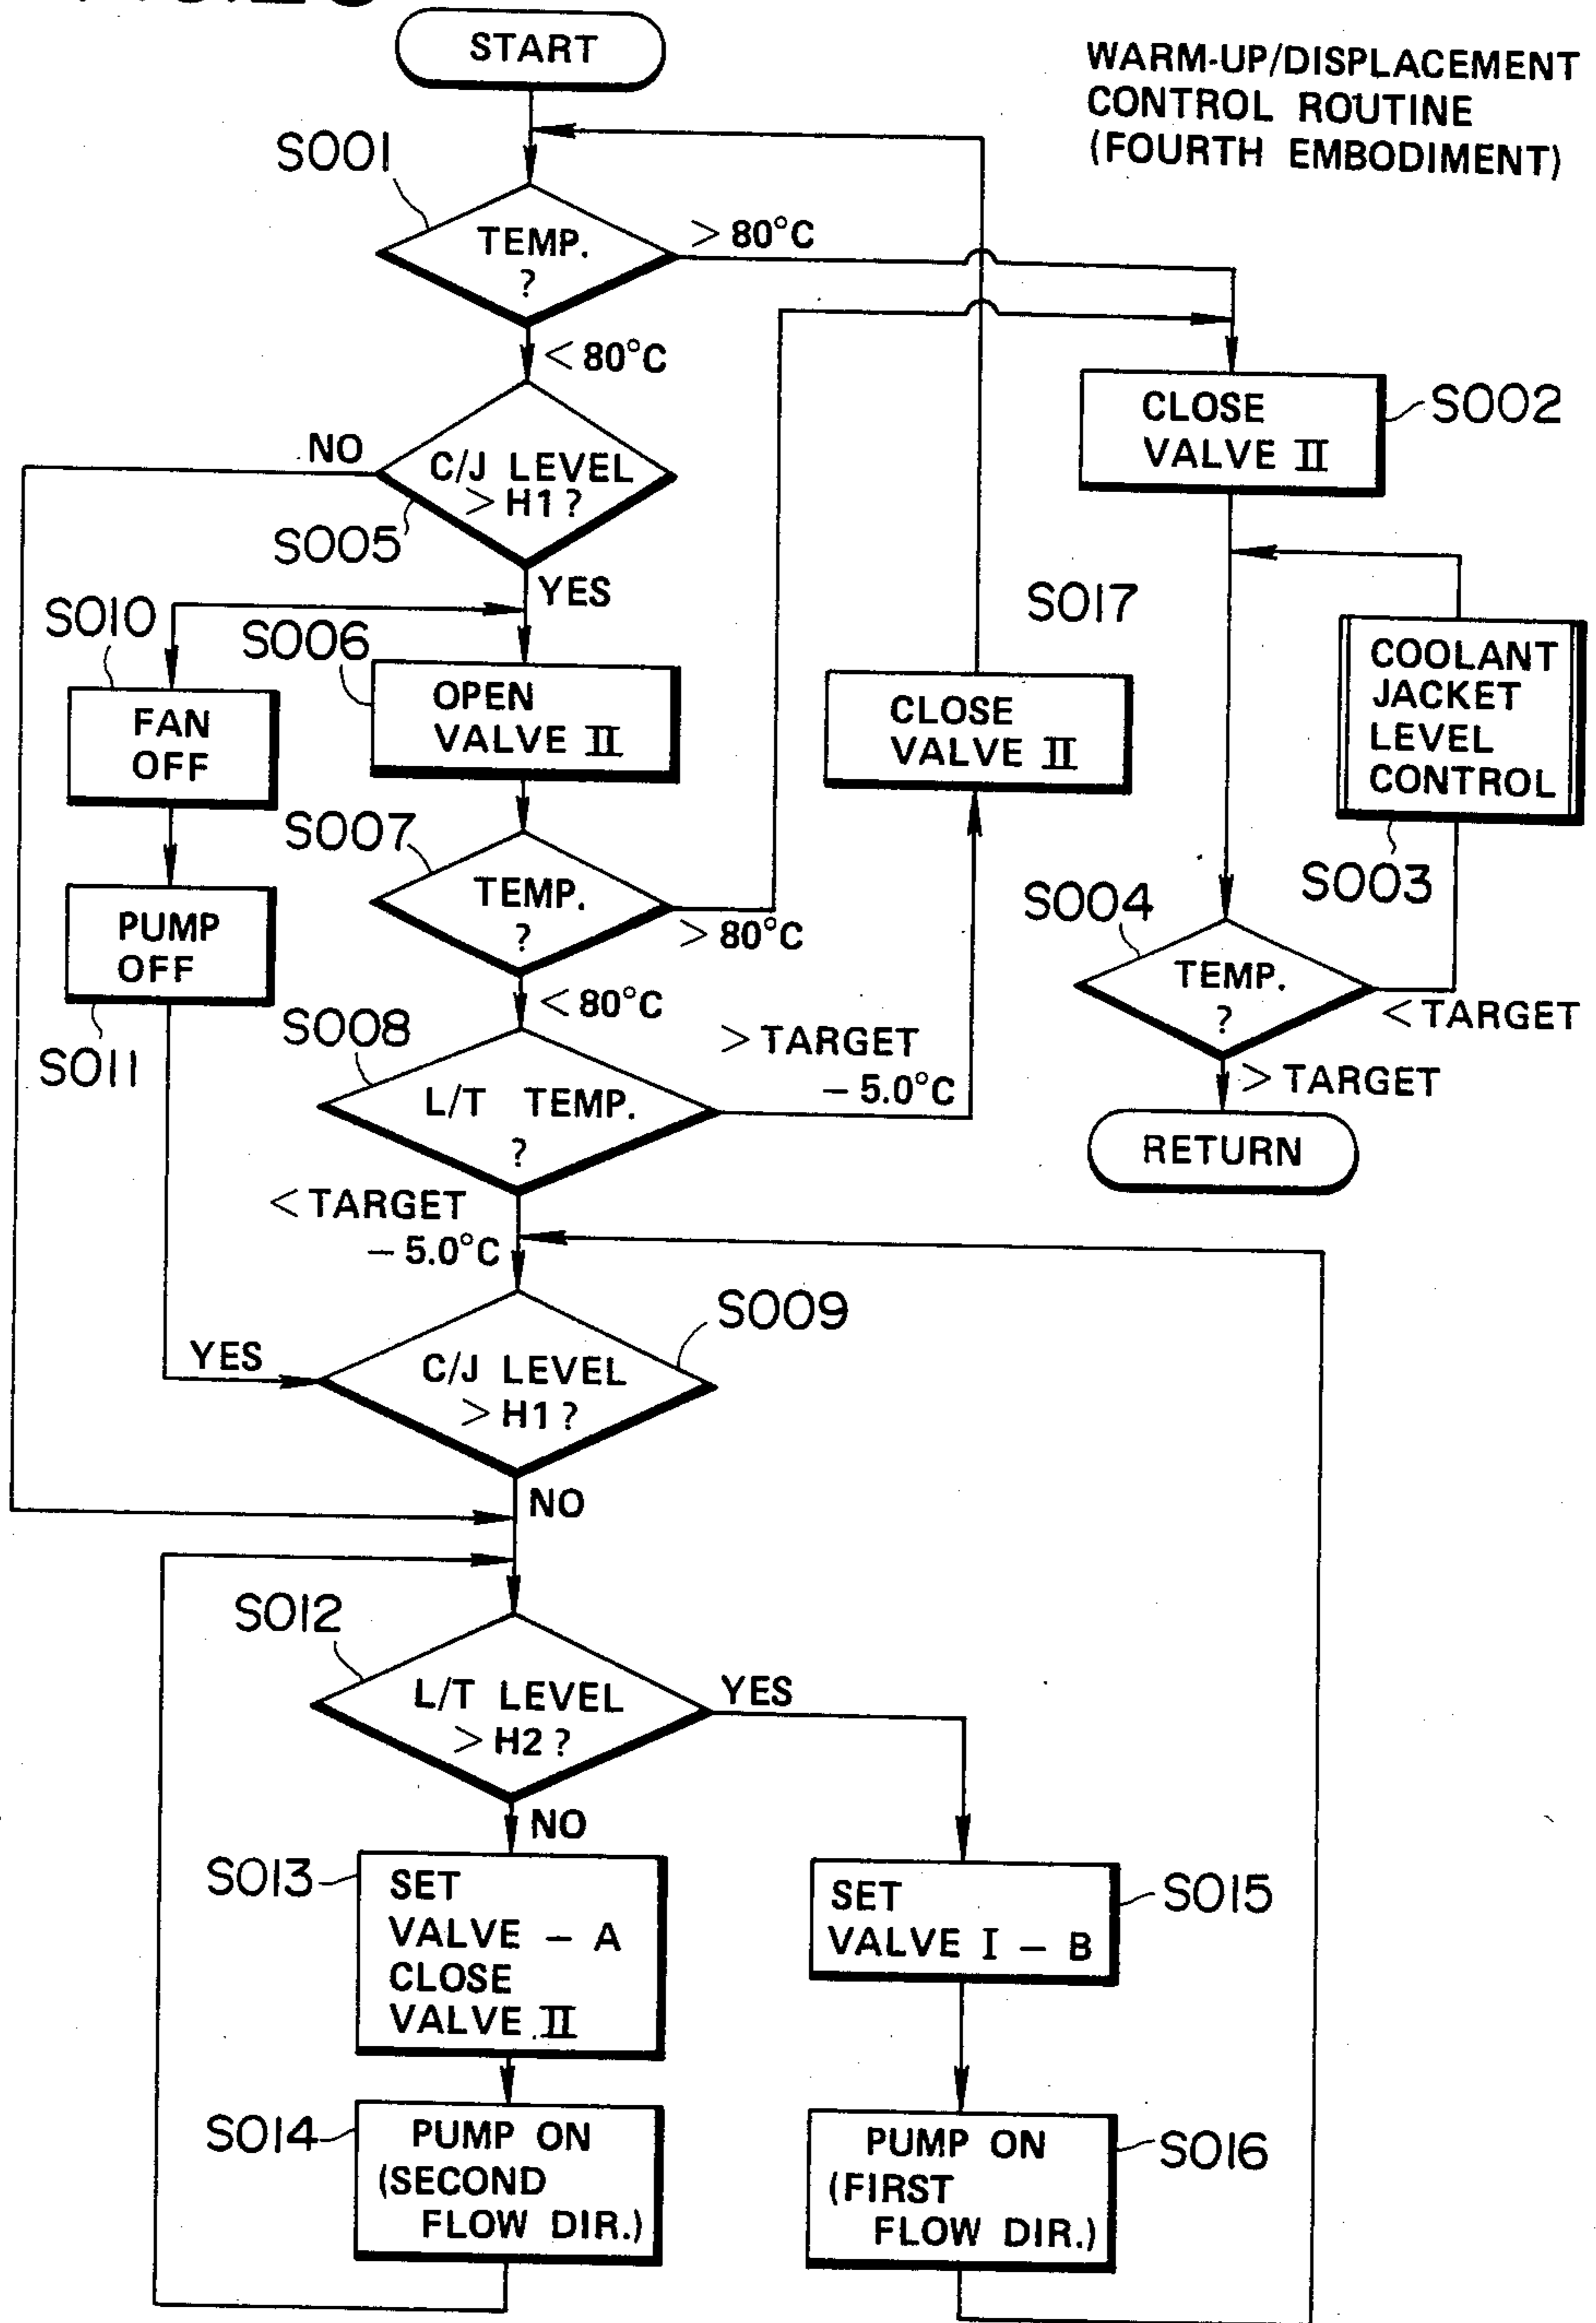 START
WARM-UP/DISPLACEMENT
CONTROL ROUTINE
(FOURTH EMBODIMENT)
S001
TEMP.
?
> 80°C
< 80°C
NO
C/J LEVEL
> H1?
S005
YES
CLOSE
VALVE II
S002
S010
FAN
OFF
S006
OPEN
VALVE II
S017
CLOSE
VALVE II
COOLANT
JACKET
LEVEL
CONTROL
S003
S007
TEMP.
?
> 80°C
< 80°C
PUMP
OFF
S011
S004
TEMP.
?
< TARGET
> TARGET
RETURN
S008
L/T TEMP.
?
> TARGET
– 5.0°C
< TARGET
– 5.0°C
S009
YES
C/J LEVEL
> H1?
NO
S012
L/T LEVEL
> H2?
YES
NO
S013
SET
VALVE – A
CLOSE
VALVE II
S015
SET
VALVE I – B
S014
PUMP ON
(SECOND
FLOW DIR.)
S016
PUMP ON
(FIRST
FLOW DIR.)